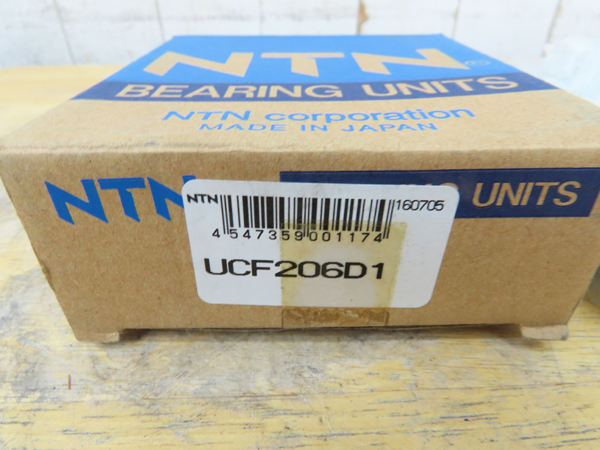 NTN®
BEARING UNITS
NTN corporation
MADE IN JAPAN
NTN
UNITS
NTN
160705
4 547359 001174
UCF206D1